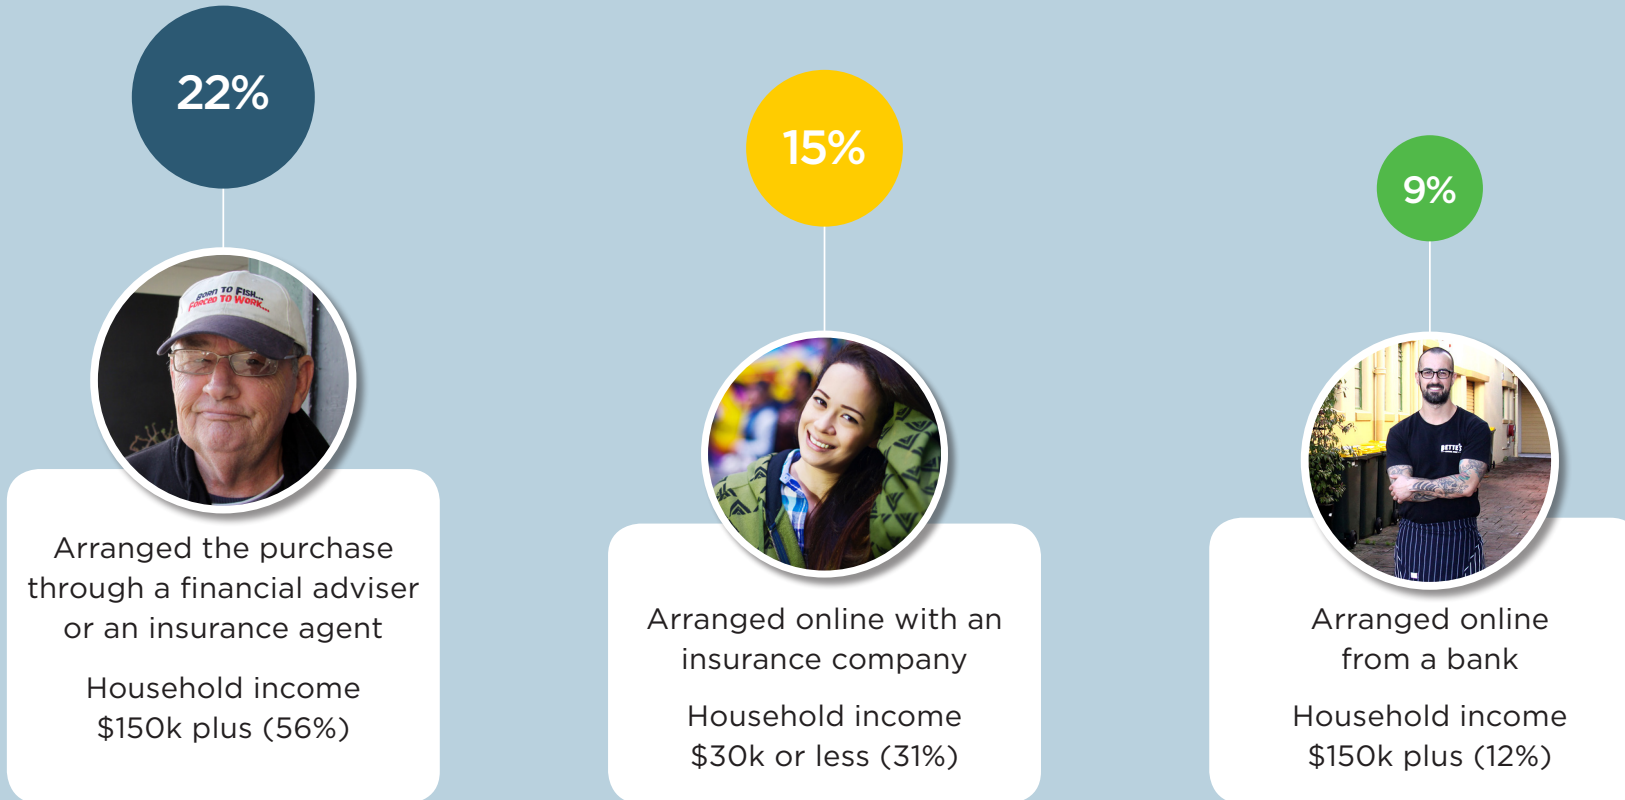 22%
BORN TO FISH...
FORCED TO WORK...
Arranged the purchase
through a financial adviser
or an insurance agent
Household income
$150k plus (56%)
15%
Arranged online with an
insurance company
Household income
$30k or less (31%)
9%
BETTE'S
Arranged online
from a bank
Household income
$150k plus (12%)